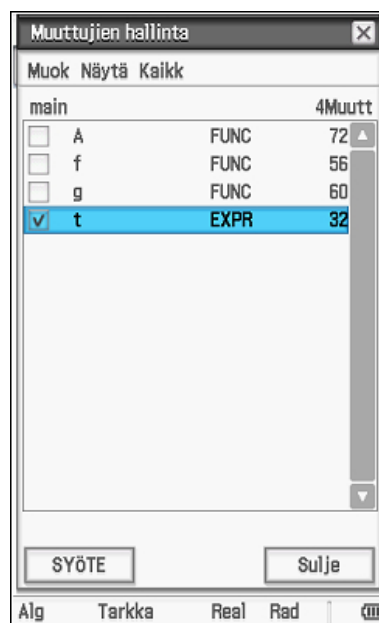 Muuttujien hallinta
Muok Näytä Kaikk
main 4Muutt
A FUNC 72
f FUNC 56
g FUNC 60
t EXPR 32
SYÖTE Sulje
Alg Tarkka Real Rad